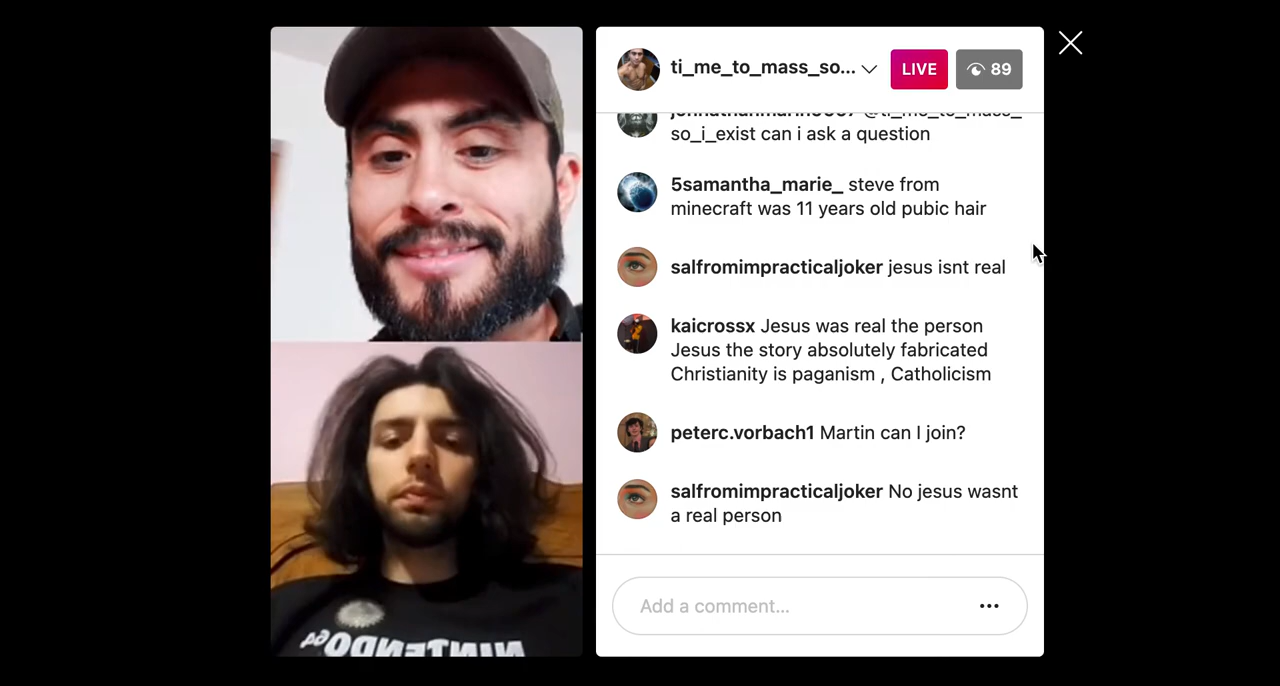 ti_me_to_mass_so...
LIVE
89
so_i_exist can i ask a question
5samantha_marie_ steve from
minecraft was 11 years old pubic hair
salfromimpracticaljoker jesus isnt real
kaicrossx Jesus was real the person
Jesus the story absolutely fabricated
Christianity is paganism , Catholicism
peterc.vorbach1 Martin can I join?
salfromimpracticaljoker No jesus wasnt
a real person
Add a comment...
NINTENDO64